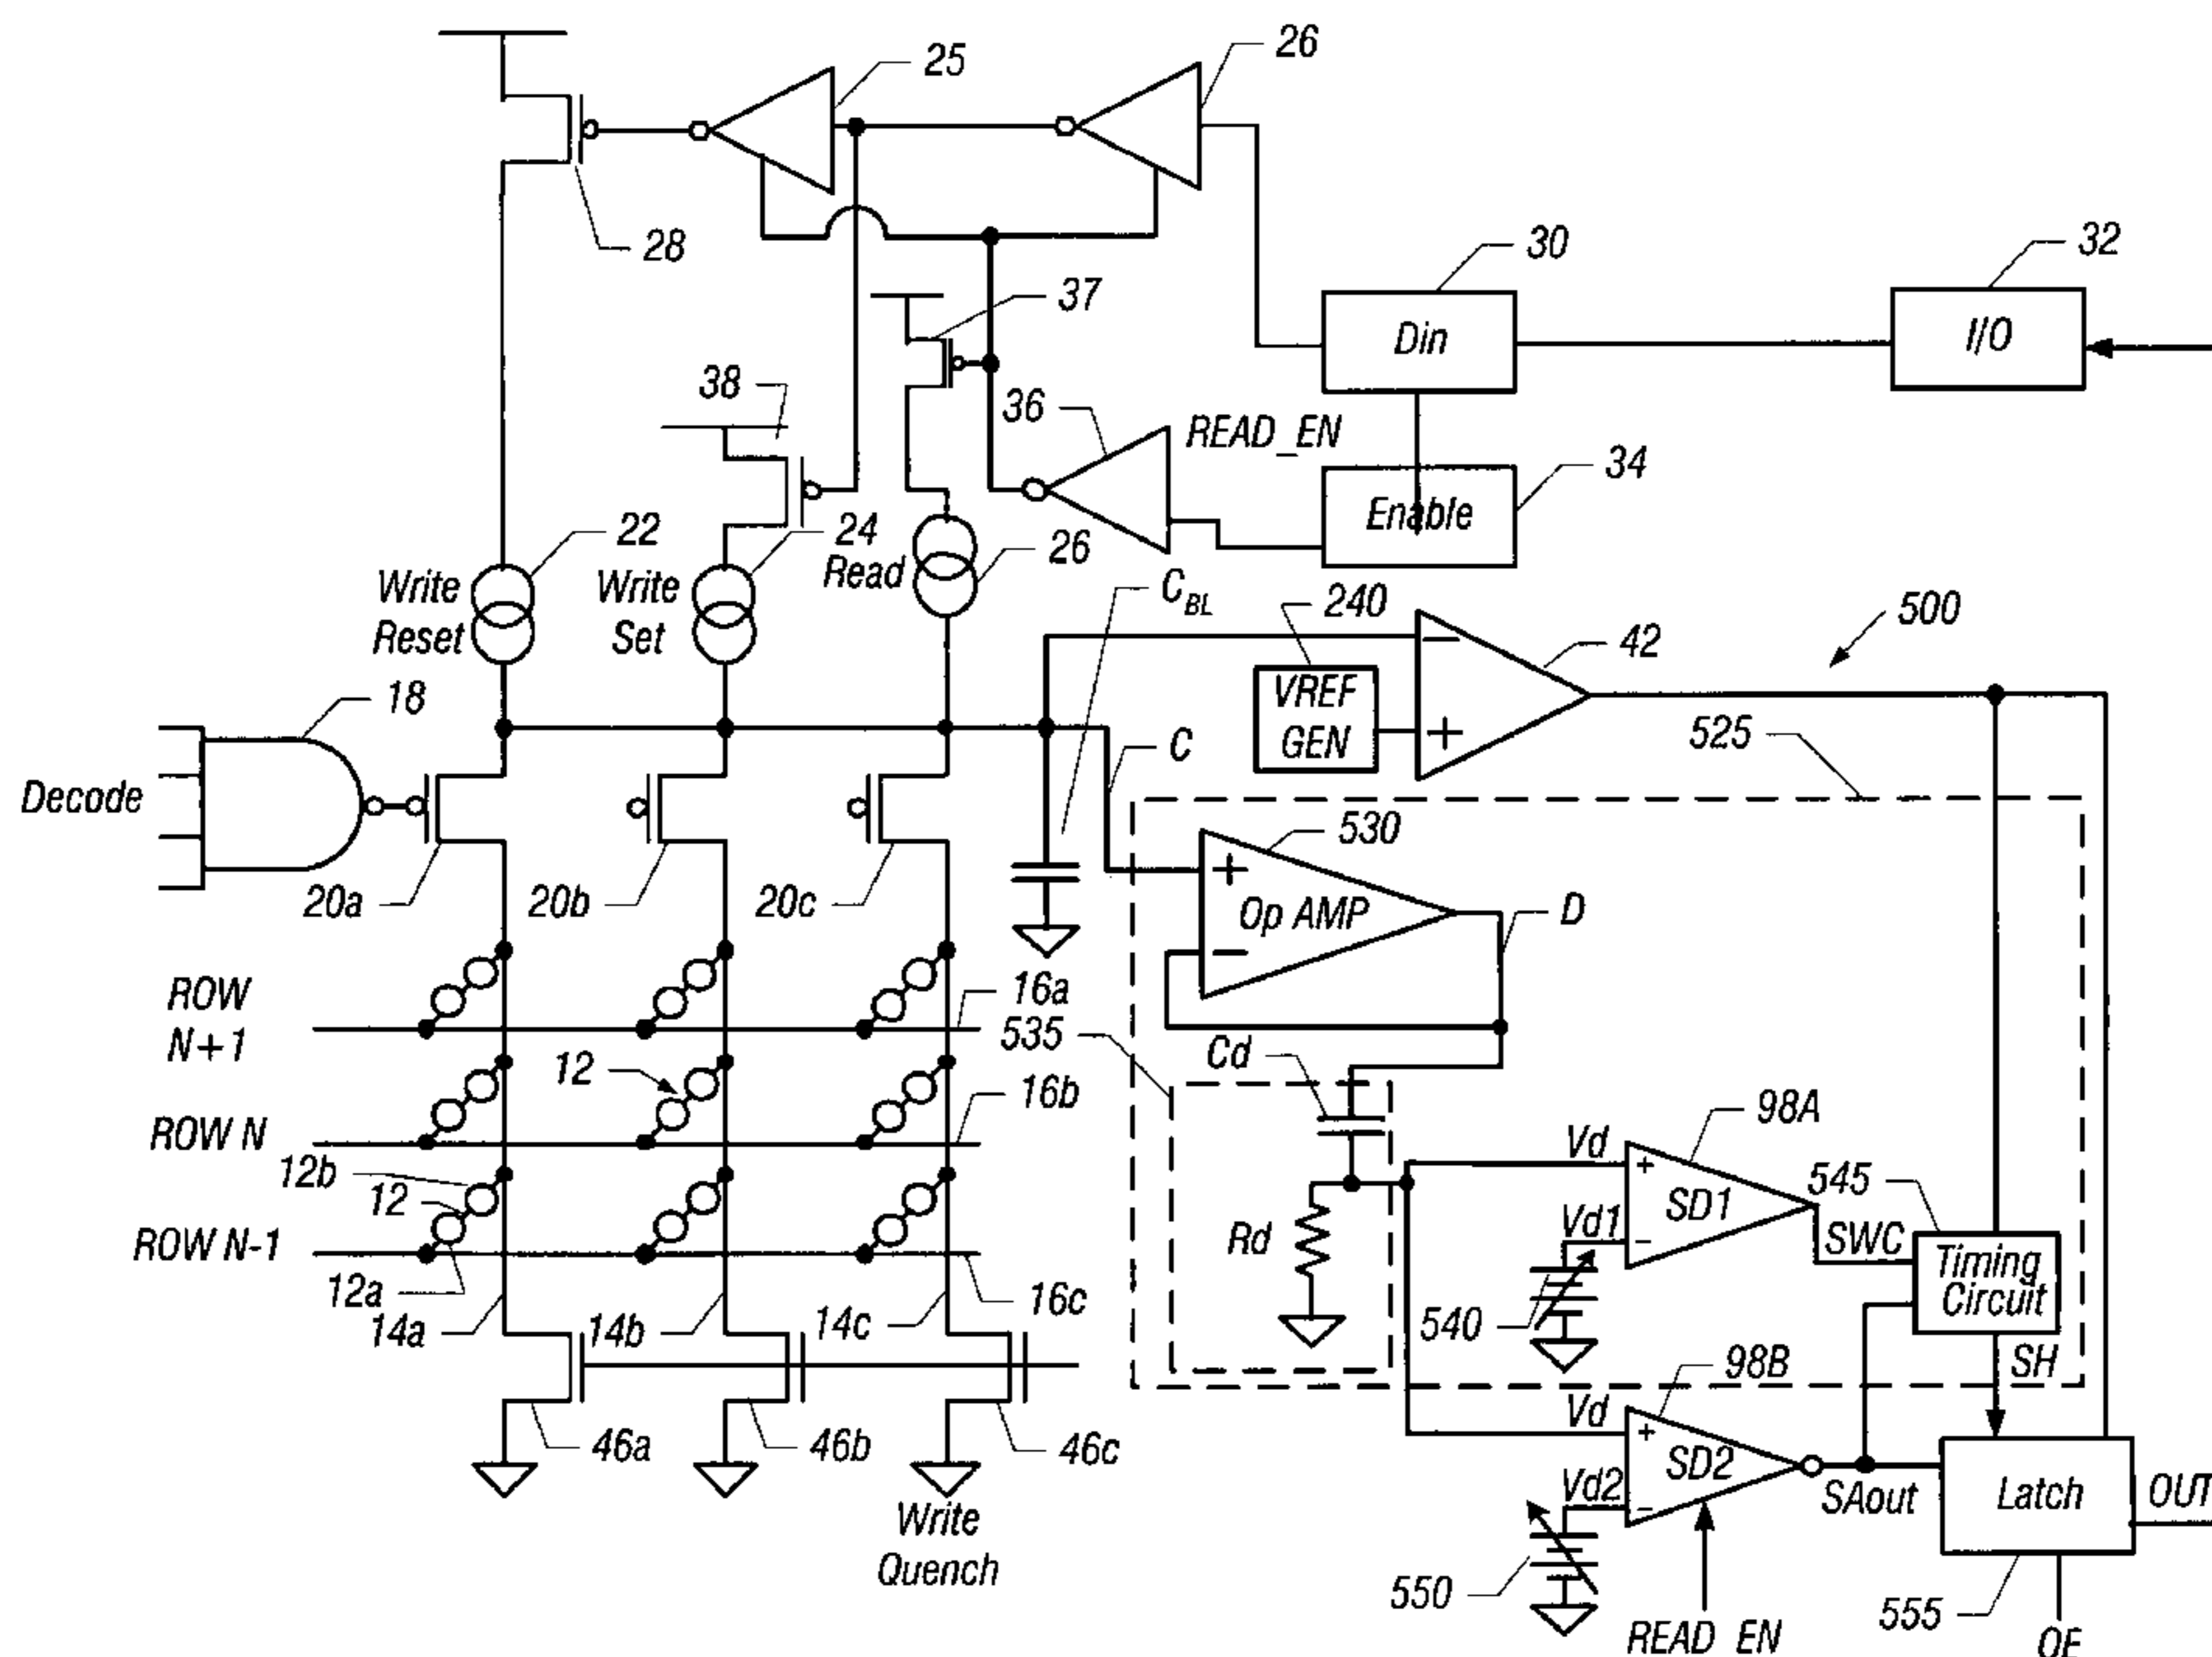 26
25
28
37
30
32
Din
I/O
38
36
READ_EN
34
Enable
22
24
Read
26
Write
Reset
Write
Set
C_BL
240
42
500
VREF
GEN
525
18
Decode
C
530
Op AMP
D
20a
20b
20c
ROW
N+1
16a
535
Cd
12
16b
ROW N
12b
12
98A
Vd
SD1
545
Vd1
SWC
Timing
Circuit
Rd
ROW N-1
12a
16c
14a
14b
14c
540
SH
98B
Vd
46a
46b
46c
SD2
Vd2
SAout
Latch
OUT
Write
Quench
550
555
READ EN
OE